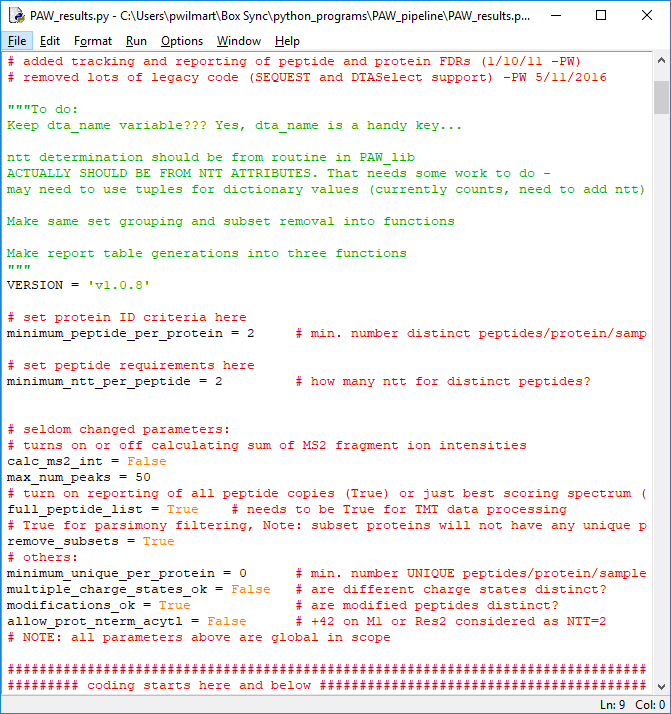 PAW_results.py - C:\Users\pwilmart\Box Sync\python_programs\PAW_pipeline\PAW_results.p...
File Edit Format Run Options Window Help
# added tracking and reporting of peptide and protein FDRs (1/10/11 -PW)
# removed lots of legacy code (SEQUEST and DTASelect support) -PW 5/11/2016
"""To do:
Keep dta_name variable??? Yes, dta_name is a handy key...
ntt determination should be from routine in PAW_lib
ACTUALLY SHOULD BE FROM NTT ATTRIBUTES. That needs some work to do -
may need to use tuples for dictionary values (currently counts, need to add ntt)
Make same set grouping and subset removal into functions
Make report table generations into three functions
"""
VERSION = 'v1.0.8'
# set protein ID criteria here
minimum_peptide_per_protein = 2     # min. number distinct peptides/protein/samp
# set peptide requirements here
minimum_ntt_per_peptide = 2         # how many ntt for distinct peptides?
# seldom changed parameters:
# turns on or off calculating sum of MS2 fragment ion intensities
calc_ms2_int = False
max_num_peaks = 50
# turn on reporting of all peptide copies (True) or just best scoring spectrum (
full_peptide_list = True    # needs to be True for TMT data processing
# True for parsimony filtering, Note: subset proteins will not have any unique p
remove_subsets = True
# others:
minimum_unique_per_protein = 0      # min. number UNIQUE peptides/protein/sample
multiple_charge_states_ok = False   # are different charge states distinct?
modifications_ok = True             # are modified peptides distinct?
allow_prot_nterm_acytl = False      # +42 on M1 or Res2 considered as NTT=2
# NOTE: all parameters above are global in scope
################################################################################
######### coding starts here and below #########################################
Ln: 9 Col: 0